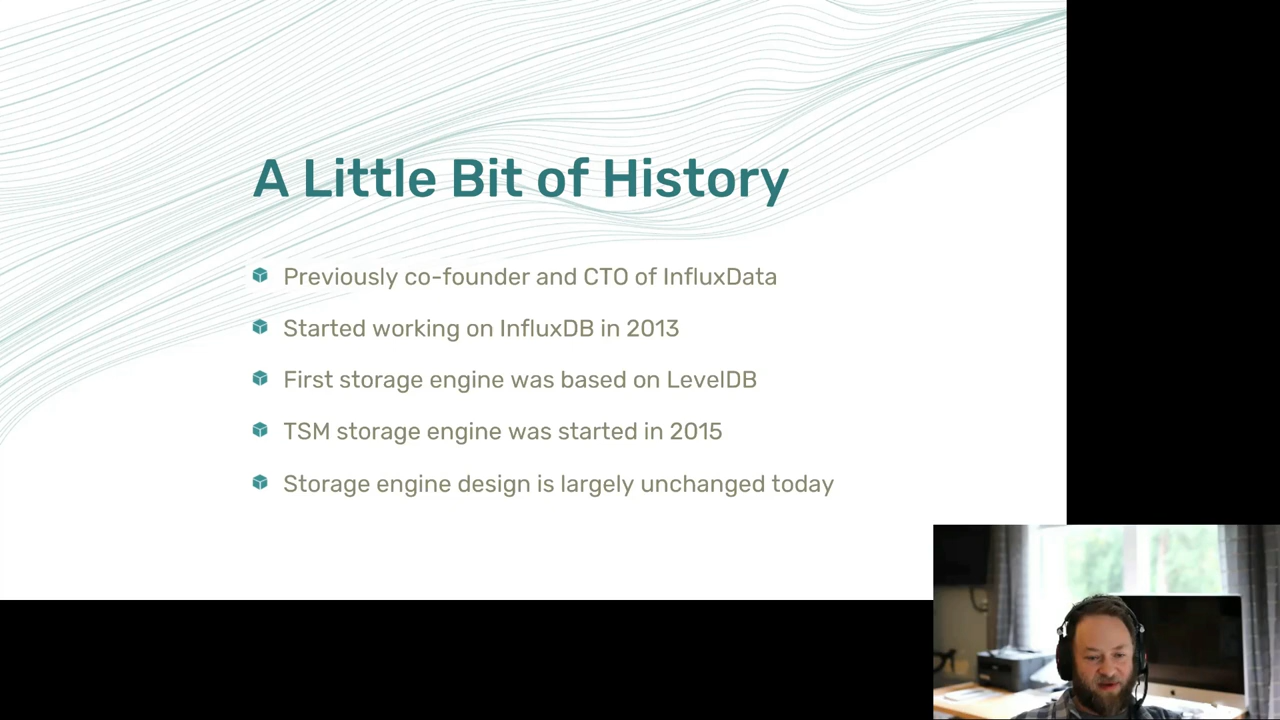 A Little Bit of History
Previously co-founder and CTO of InfluxData
Started working on InfluxDB in 2013
First storage engine was based on LevelDB
TSM storage engine was started in 2015
Storage engine design is largely unchanged today